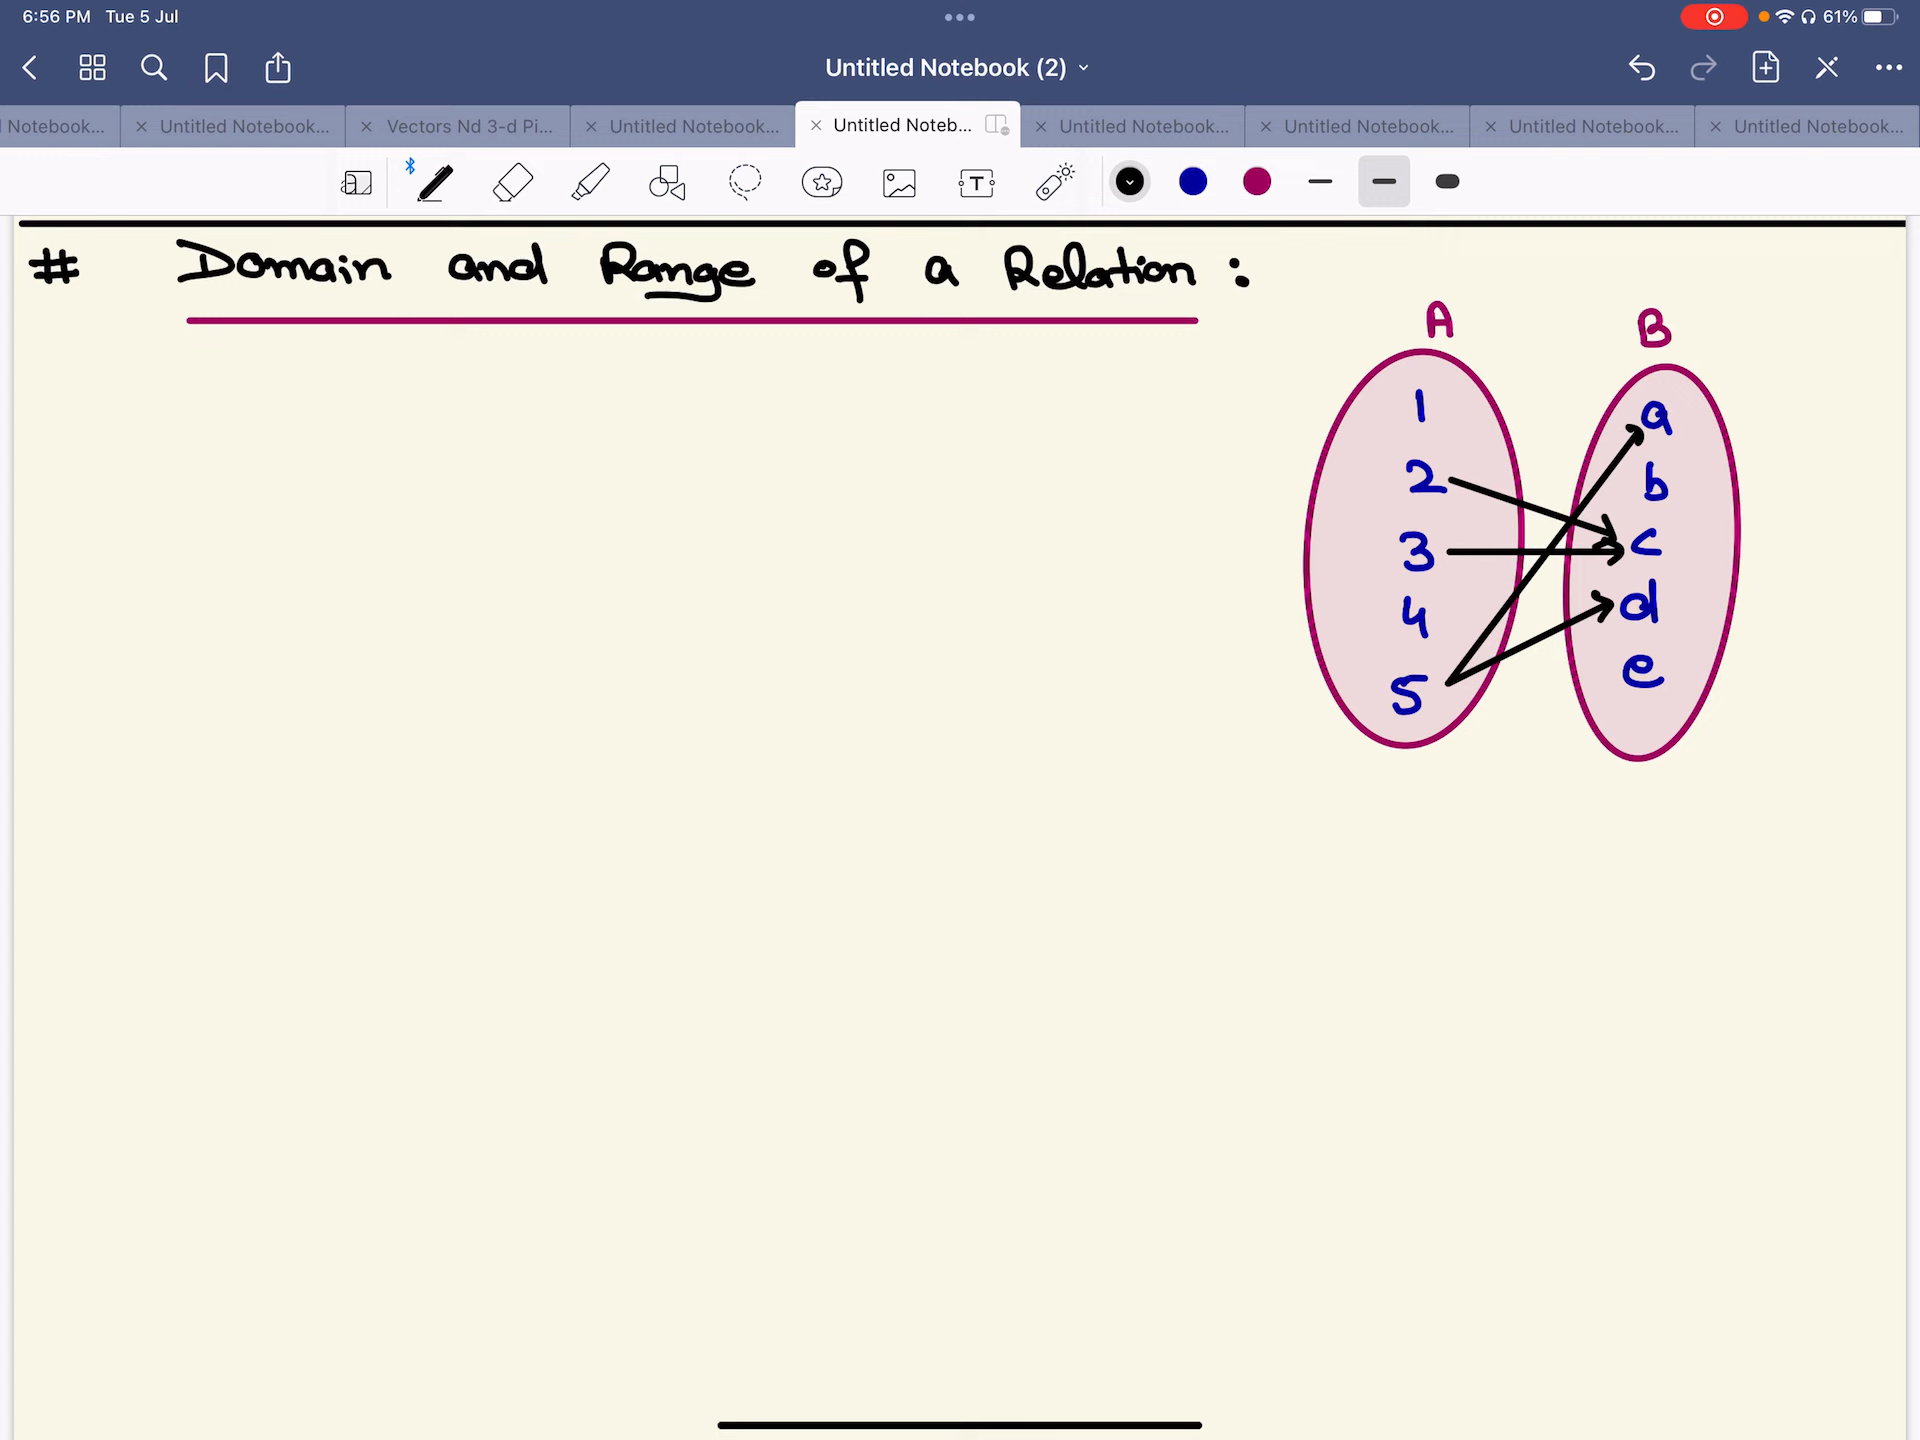 6:56 PM Tue 5 Jul
61%
Untitled Notebook (2)
Notebook...
Untitled Notebook...
Vectors Nd 3-d Pi...
Untitled Notebook...
Untitled Noteb...
Untitled Notebook...
Untitled Notebook...
Untitled Notebook...
Untitled Notebook...
# Domain and Range of a Relation :
A B
1 a
2 b
3 c
4 d
5 e